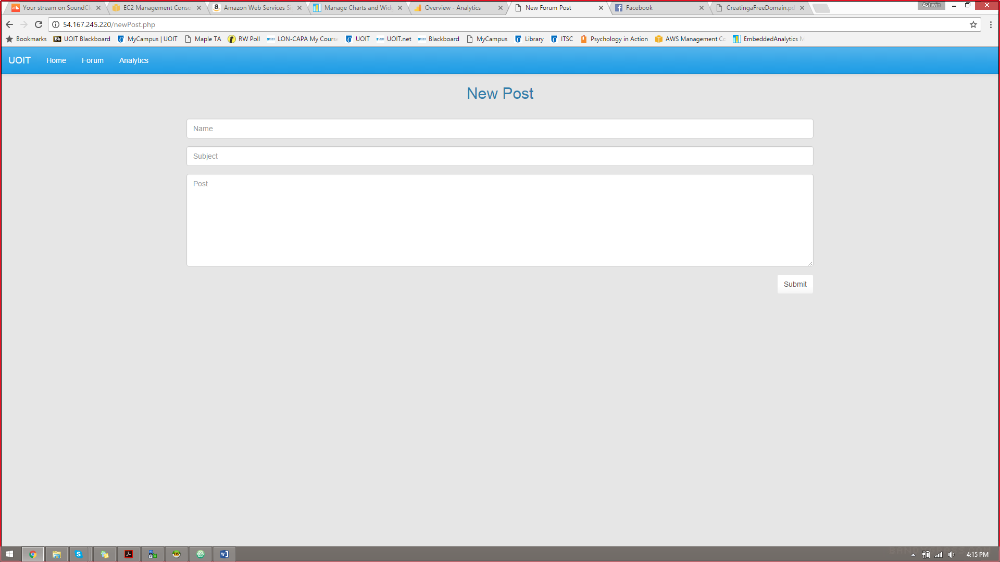 Your stream on SoundCl
EC2 Management Conso
Amazon Web Services Si
Manage Charts and Widg
Overview - Analytics
New Forum Post
Facebook
CreatingaFreeDomain.pd
Ashwin
54.167.245.220/newPost.php
Bookmarks
Bb UOIT Blackboard
MyCampus | UOIT
Maple TA
RW Poll
LON-CAPA My Course
UOIT
UOIT.net
Blackboard
MyCampus
Library
ITSC
Psychology in Action
AWS Management Co
EmbeddedAnalytics M
UOIT Home Forum Analytics
New Post
Name
Subject
Post
Submit
4:15 PM